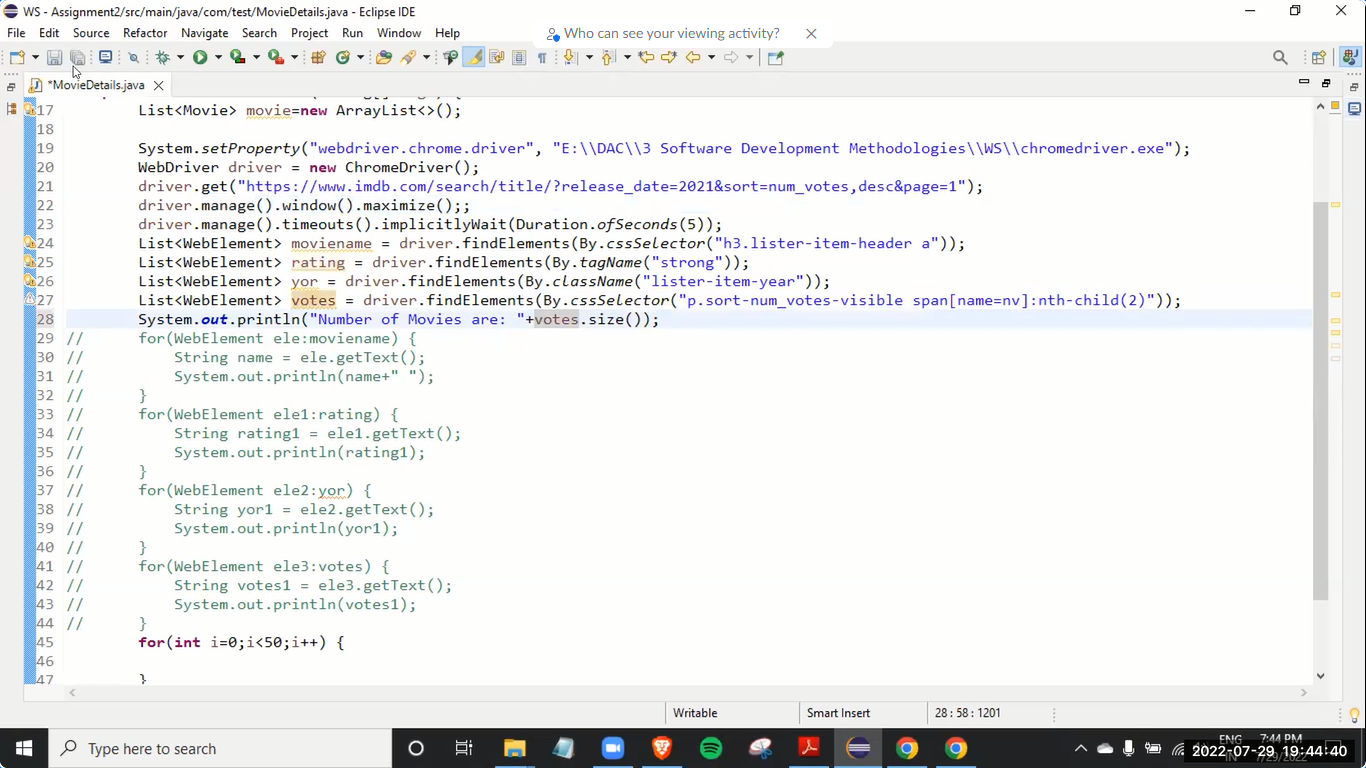 WS - Assignment2/src/main/java/com/test/MovieDetails.java - Eclipse IDE
File Edit Source Refactor Navigate Search Project Run Window Help
Who can see your viewing activity?
*MovieDetails.java
17 List<Movie> movie=new ArrayList<>();
18
19 System.setProperty("webdriver.chrome.driver", "E:\\DAC\\3 Software Development Methodologies\\WS\\chromedriver.exe");
20 WebDriver driver = new ChromeDriver();
21 driver.get("https://www.imdb.com/search/title/?release_date=2021&sort=num_votes,desc&page=1");
22 driver.manage().window().maximize();;
23 driver.manage().timeouts().implicitlyWait(Duration.ofSeconds(5));
24 List<WebElement> moviename = driver.findElements(By.cssSelector("h3.lister-item-header a"));
25 List<WebElement> rating = driver.findElements(By.tagName("strong"));
26 List<WebElement> yor = driver.findElements(By.className("lister-item-year"));
27 List<WebElement> votes = driver.findElements(By.cssSelector("p.sort-num_votes-visible span[name=nv]:nth-child(2)"));
28 System.out.println("Number of Movies are: "+votes.size());
29 // for(WebElement ele:moviename) {
30 // String name = ele.getText();
31 // System.out.println(name+" ");
32 // }
33 // for(WebElement ele1:rating) {
34 // String rating1 = ele1.getText();
35 // System.out.println(rating1);
36 // }
37 // for(WebElement ele2:yor) {
38 // String yor1 = ele2.getText();
39 // System.out.println(yor1);
40 // }
41 // for(WebElement ele3:votes) {
42 // String votes1 = ele3.getText();
43 // System.out.println(votes1);
44 // }
45 for(int i=0;i<50;i++) {
46
47 }
Writable Smart Insert 28 : 58 : 1201
Type here to search
ENG 7:44 PM
IN 7/29/2022
2022-07-29, 19:44:40